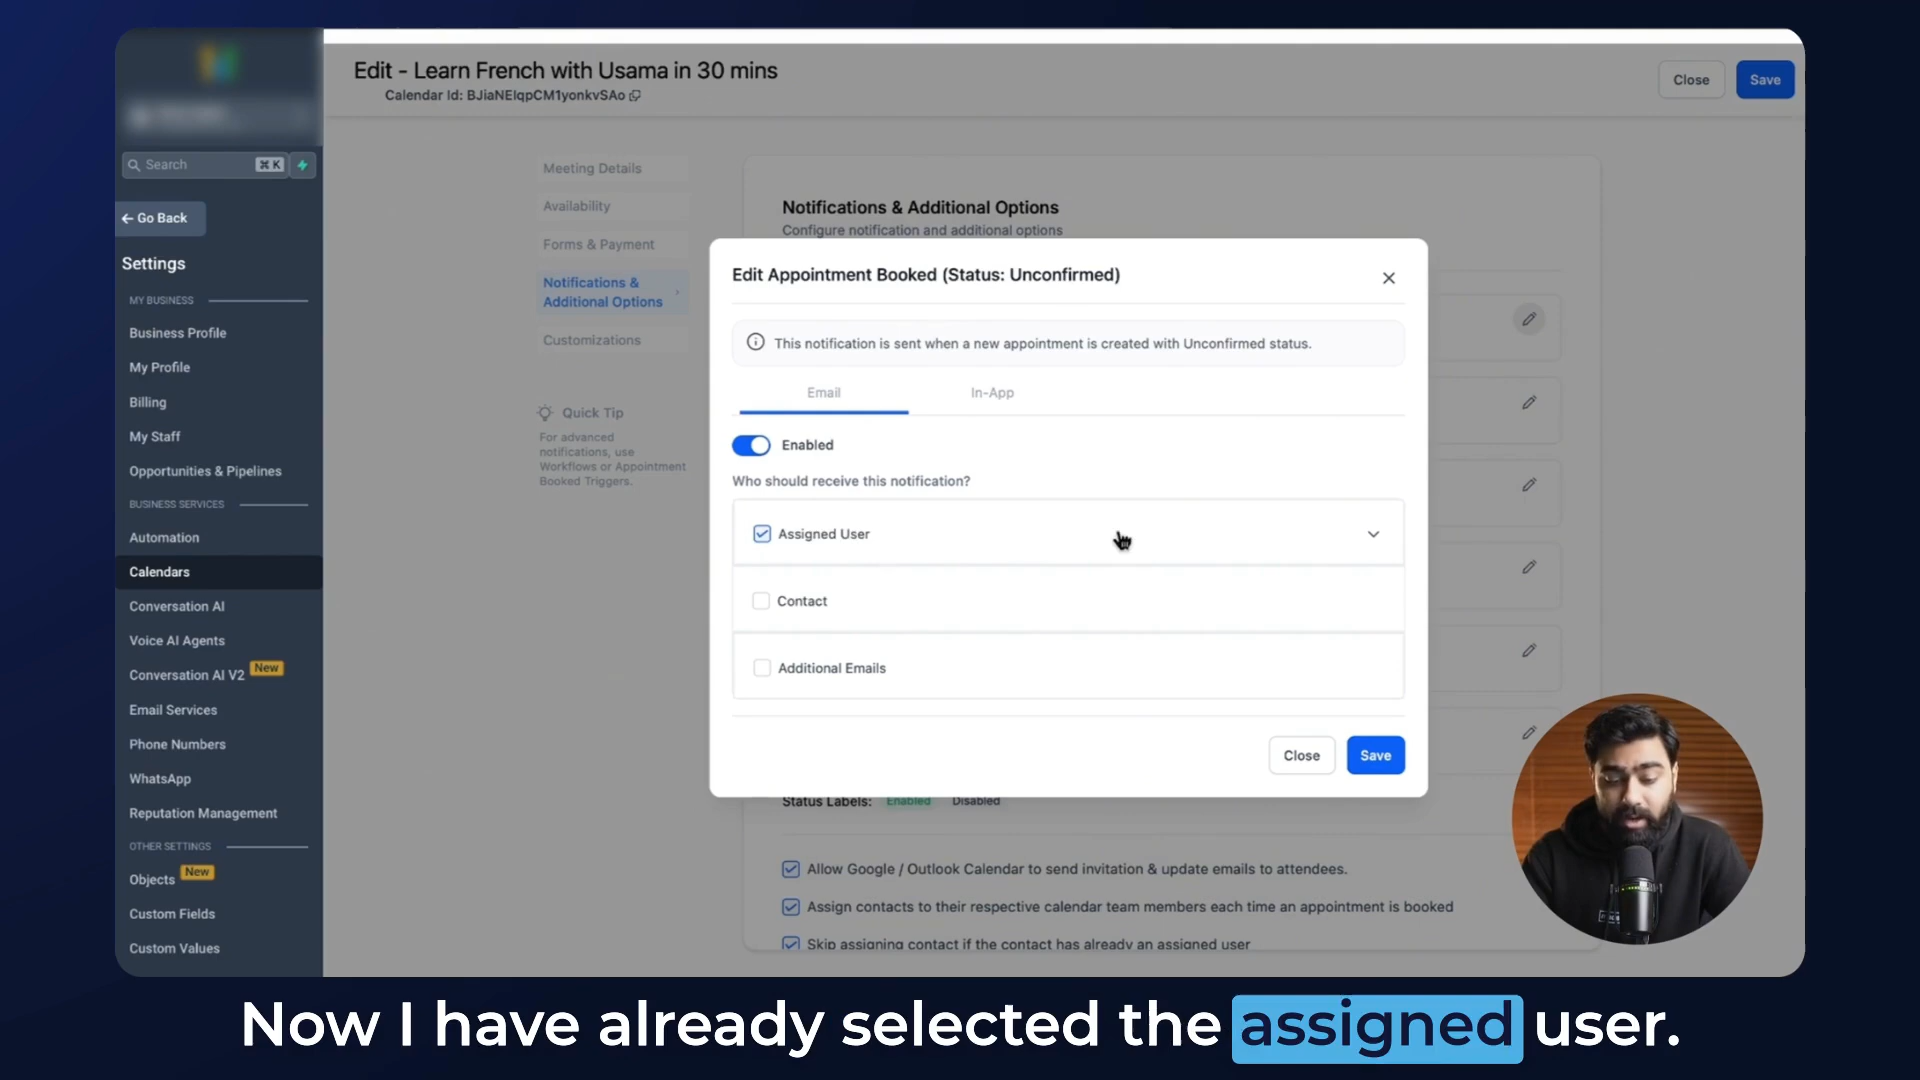 Edit - Learn French with Usama in 30 mins
Calendar Id: BJiaNEIqpCM1yonkvSAo
Close
Save
Search
⌘ K
← Go Back
Settings
MY BUSINESS
Business Profile
My Profile
Billing
My Staff
Opportunities & Pipelines
BUSINESS SERVICES
Automation
Calendars
Conversation AI
Voice AI Agents
Conversation AI V2 New
Email Services
Phone Numbers
WhatsApp
Reputation Management
OTHER SETTINGS
Objects New
Custom Fields
Custom Values
Meeting Details
Availability
Forms & Payment
Notifications &
Additional Options
Customizations
Quick Tip
For advanced
notifications, use
Workflows or Appointment
Booked Triggers.
Notifications & Additional Options
Configure notification and additional options
Edit Appointment Booked (Status: Unconfirmed)
This notification is sent when a new appointment is created with Unconfirmed status.
Email
In-App
Enabled
Who should receive this notification?
Assigned User
Contact
Additional Emails
Close
Save
Status Labels: Enabled Disabled
Allow Google / Outlook Calendar to send invitation & update emails to attendees.
Assign contacts to their respective calendar team members each time an appointment is booked
Skip assigning contact if the contact has already an assigned user
Now I have already selected the assigned user.